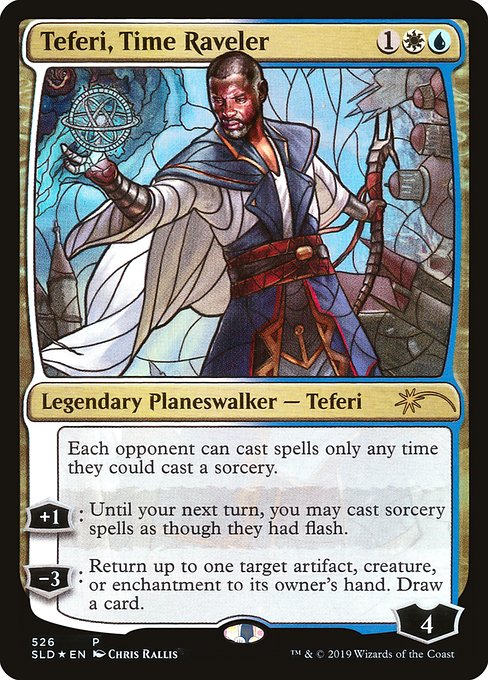 Teferi, Time Raveler 1
Legendary Planeswalker — Teferi
Each opponent can cast spells only any time
they could cast a sorcery.
+1 : Until your next turn, you may cast sorcery
spells as though they had flash.
−3 : Return up to one target artifact, creature,
or enchantment to its owner's hand. Draw
a card.
4
526 P
SLD ★ EN Chris Rallis ™ & © 2019 Wizards of the Coast